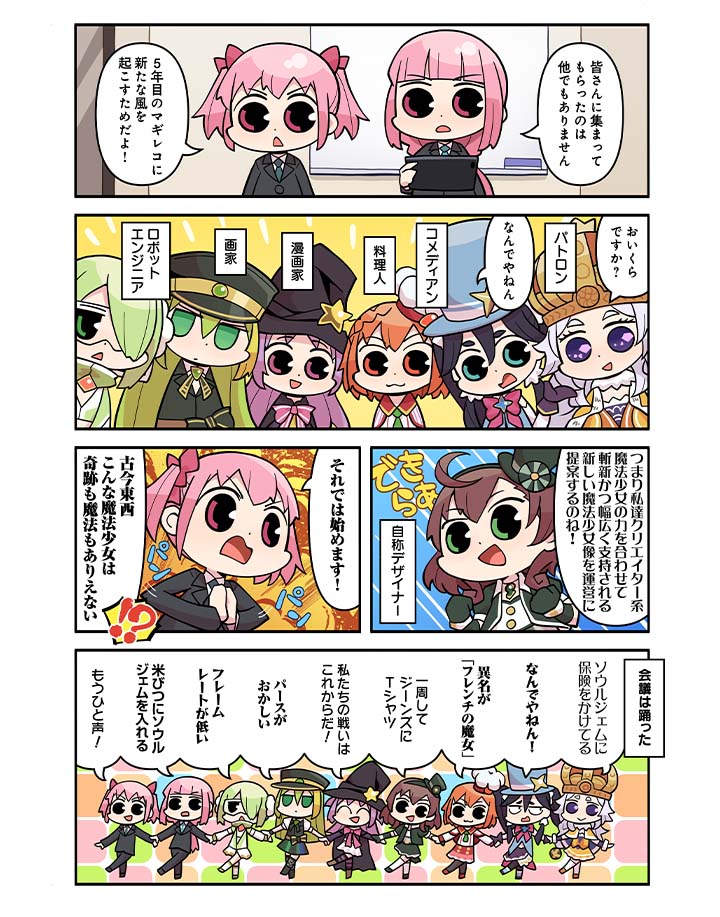 皆さんに集まって
もらったのは
他でもありません
5年目のマギレコに
新たな風を
起こすためだよ！
おいくら
ですか？
パトロン
なんでやねん
コメディアン
料理人
漫画家
画家
ロボット
エンジニア
つまり私達クリエイター系
魔法少女の力を合わせて
斬新かつ幅広く支持される
新しい魔法少女像を運営に
提案するのね！
きあ
でら
自称デザイナー
それでは始めます！
パン
パン
古今東西
こんな魔法少女は
奇跡も魔法もありえない
!?
会議は踊った
ソウルジェムに
保険をかけてる
なんでやねん！
異名が
「フレンチの魔女」
一周して
ジーンズに
Tシャツ
私たちの戦いは
これからだ！
パースが
おかしい
フレーム
レートが低い
米びつにソウル
ジェムを入れる
もうひと声！